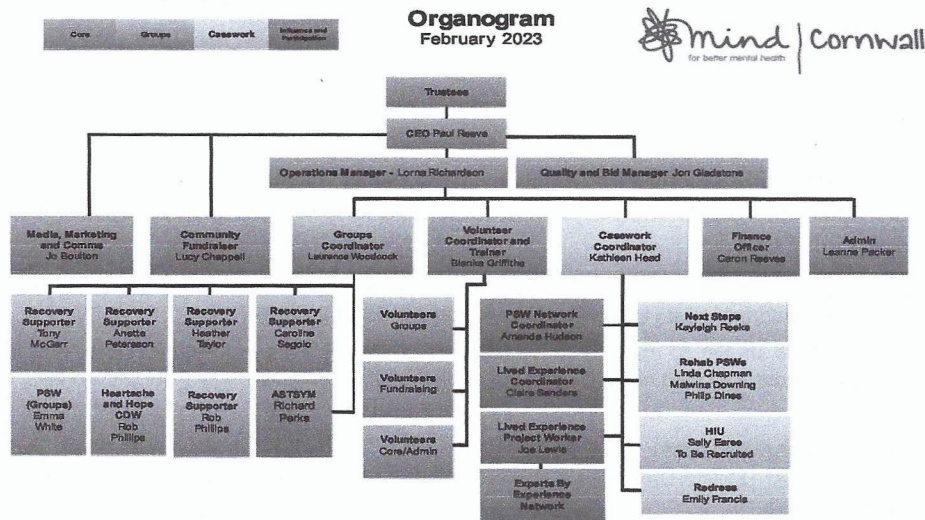 Core
Groups
Casework
Influence and
Participation
Organogram
February 2023
mind | Cornwall
for better mental health
Trustees
CEO Paul Reeve
Operations Manager - Lorna Richardson
Quality and Bid Manager Jon Gladstone
Media, Marketing
and Comms
Jo Boulton
Community
Fundraiser
Lucy Chappell
Groups
Coordinator
Laurence Woodcock
Volunteer
Coordinator and
Trainer
Bianka Griffiths
Casework
Coordinator
Kathleen Head
Finance
Officer
Caron Reeves
Admin
Leanne Packer
Recovery
Supporter
Tony
McGarr
Recovery
Supporter
Anette
Petersson
Recovery
Supporter
Heather
Taylor
Recovery
Supporter
Caroline
Segolo
PSW
(Groups)
Emma
White
Heartache
and Hope
CDW
Rob
Phillips
Recovery
Supporter
Rob
Phillips
ASTSYM
Richard
Perks
Volunteers
Groups
Volunteers
Fundraising
Volunteers
Core/Admin
PSW Network
Coordinator
Amanda Hudson
Lived Experience
Coordinator
Claire Sanders
Lived Experience
Project Worker
Joe Lewis
Experts By
Experience
Network
Next Steps
Kayleigh Reeks
Rehab PSWs
Linda Chapman
Malwina Downing
Philip Dines
HIU
Sally
To Be Recruited
Redress
Emily Francis